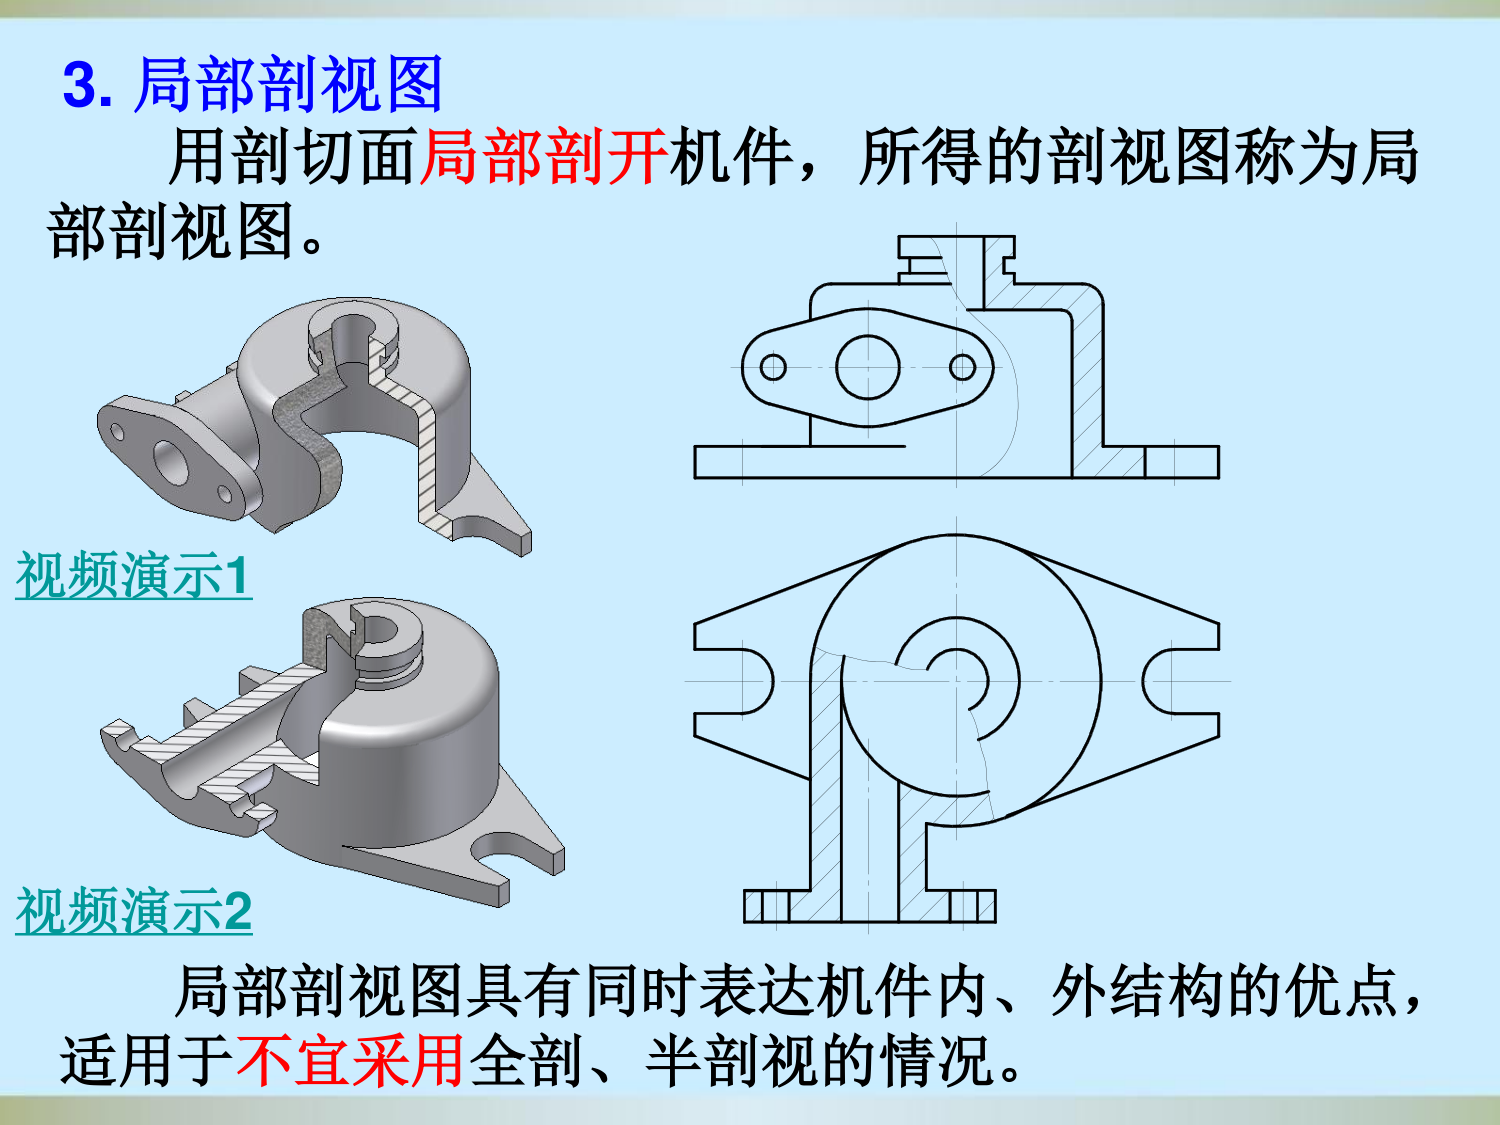 3. 局部剖视图
用剖切面局部剖开机件，所得的剖视图称为局
部剖视图。
视频演示1
视频演示2
局部剖视图具有同时表达机件内、外结构的优点，
适用于不宜采用全剖、半剖视的情况。